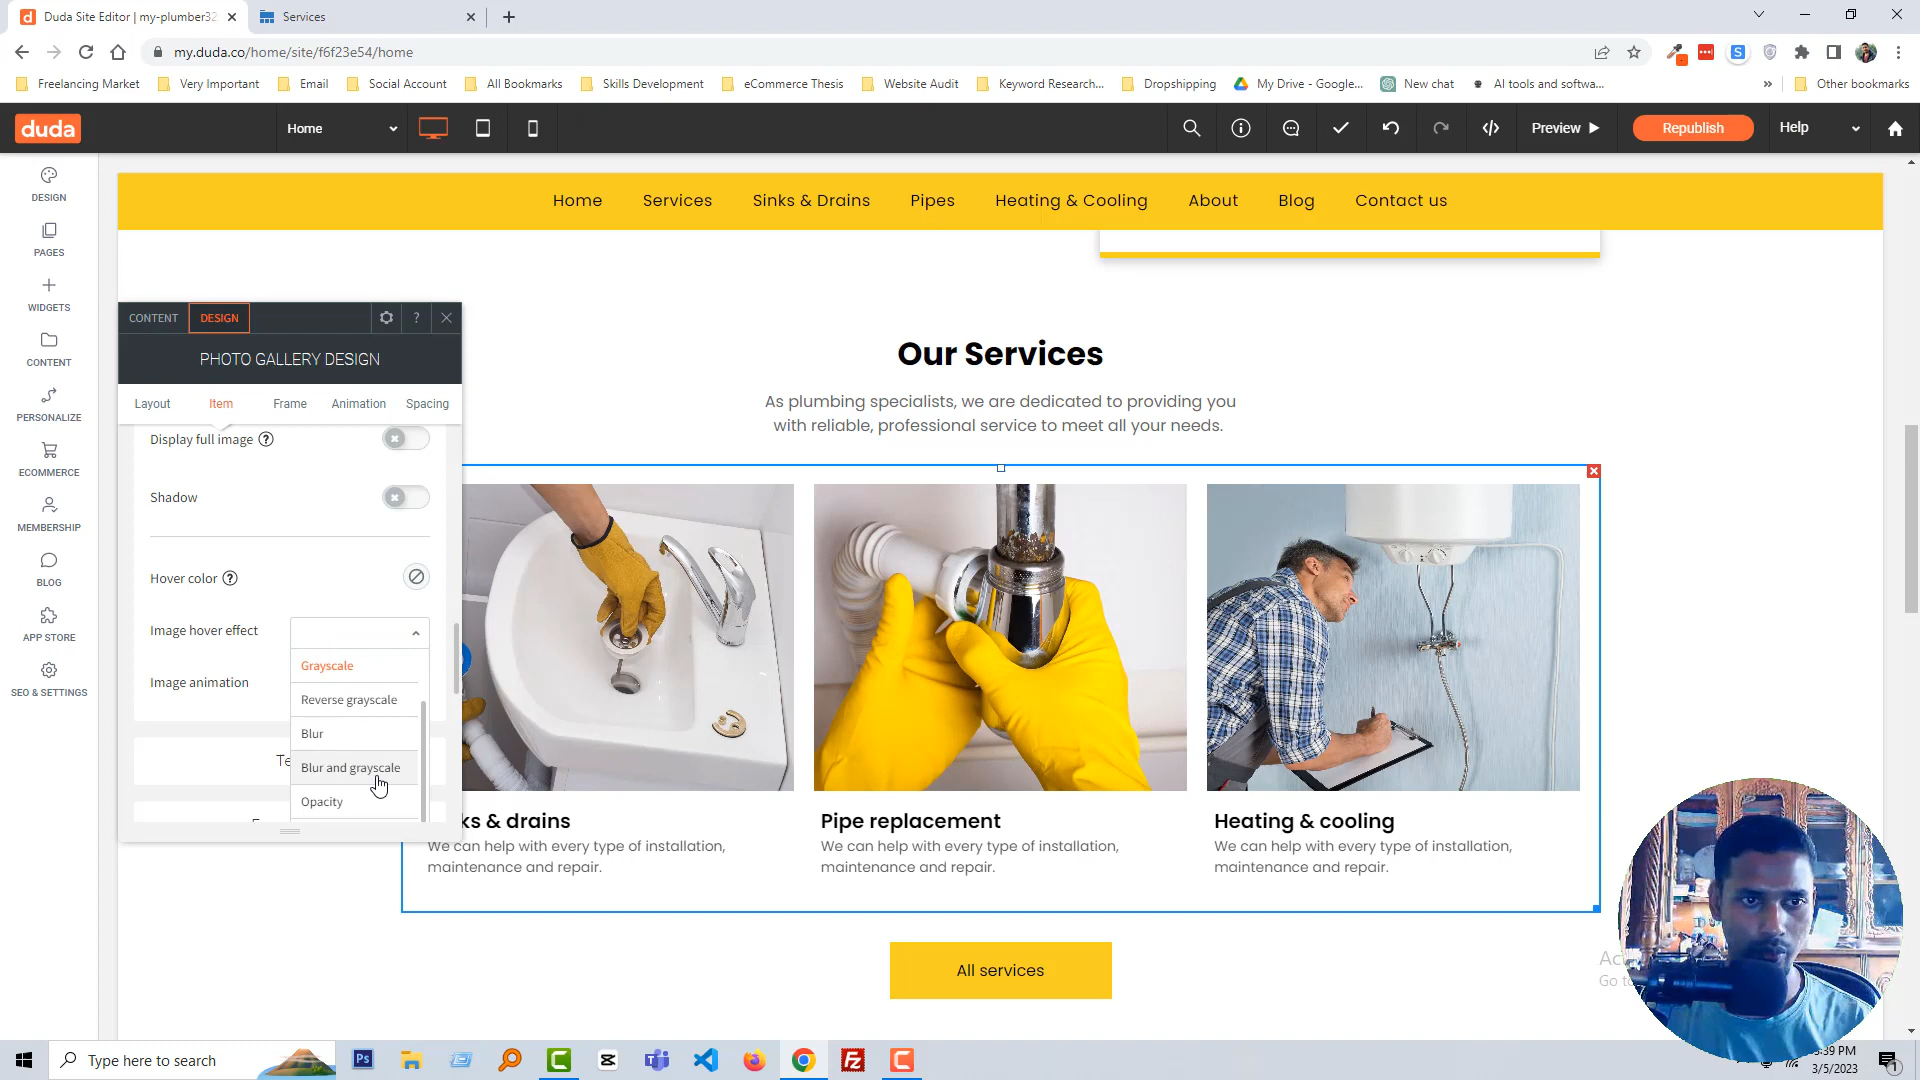 Duda Site Editor | my-plumber32
Services
my.duda.co/home/site/f6f23e54/home
Freelancing Market
Very Important
Email
Social Account
All Bookmarks
Skills Development
eCommerce Thesis
Website Audit
Keyword Research...
Dropshipping
My Drive - Google...
New chat
AI tools and softwa...
»
Other bookmarks
duda
Home
Preview
Republish
Help
DESIGN
PAGES
WIDGETS
CONTENT
PERSONALIZE
ECOMMERCE
MEMBERSHIP
BLOG
APP STORE
SEO & SETTINGS
Home
Services
Sinks & Drains
Pipes
Heating & Cooling
About
Blog
Contact us
CONTENT
DESIGN
?
PHOTO GALLERY DESIGN
Layout
Item
Frame
Animation
Spacing
Display full image ?
Shadow
Hover color ?
Image hover effect
Image animation
Grayscale
Reverse grayscale
Blur
Blur and grayscale
Opacity
Our Services
As plumbing specialists, we are dedicated to providing you
with reliable, professional service to meet all your needs.
ks & drains
We can help with every type of installation,
maintenance and repair.
Pipe replacement
We can help with every type of installation,
maintenance and repair.
Heating & cooling
We can help with every type of installation,
maintenance and repair.
All services
Type here to search
:39 PM
3/5/2023